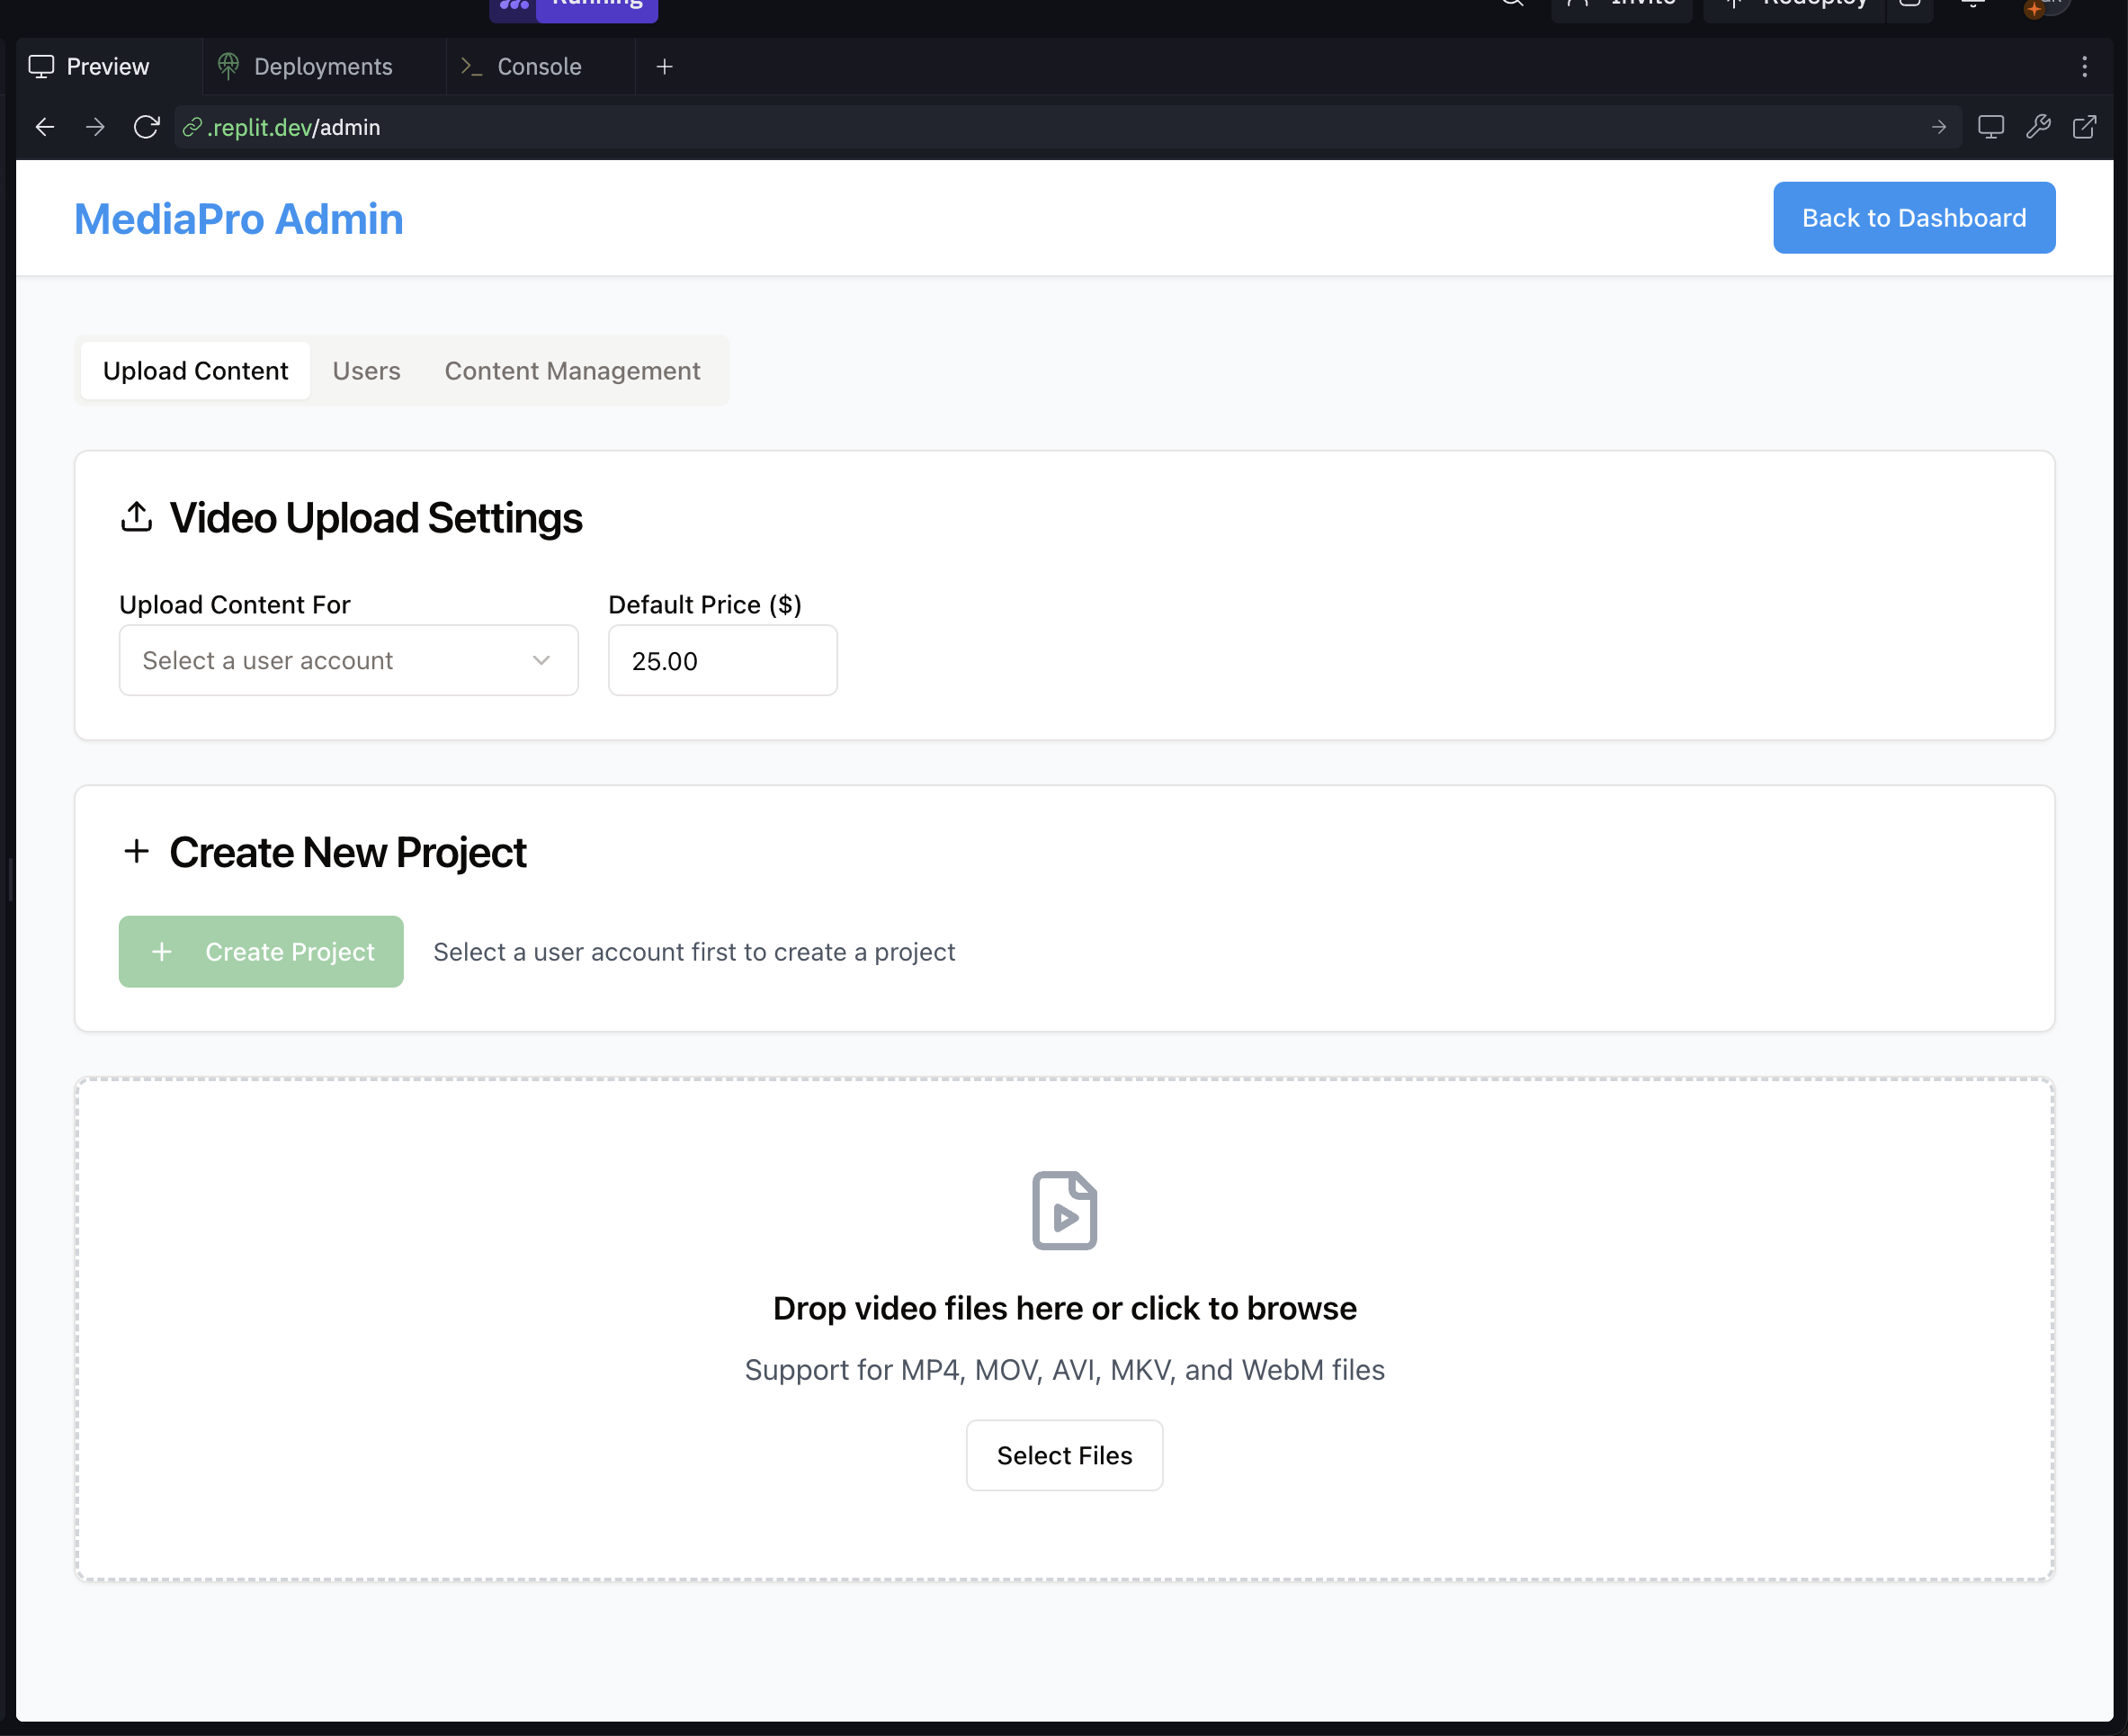 Running
Invite
Redeploy
Preview
Deployments
Console
.replit.dev/admin
MediaPro Admin
Back to Dashboard
Upload Content
Users
Content Management
Video Upload Settings
Upload Content For
Default Price ($)
Select a user account
25.00
Create New Project
Create Project
Select a user account first to create a project
Drop video files here or click to browse
Support for MP4, MOV, AVI, MKV, and WebM files
Select Files